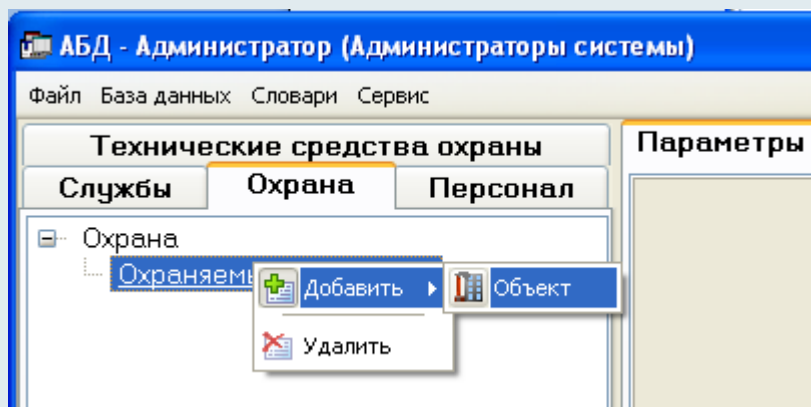 АБД - Администратор (Администраторы системы)
Файл База данных Словари Сервис
Технические средства охраны
Параметры
Службы Охрана Персонал
Охрана
Добавить Объект
Удалить